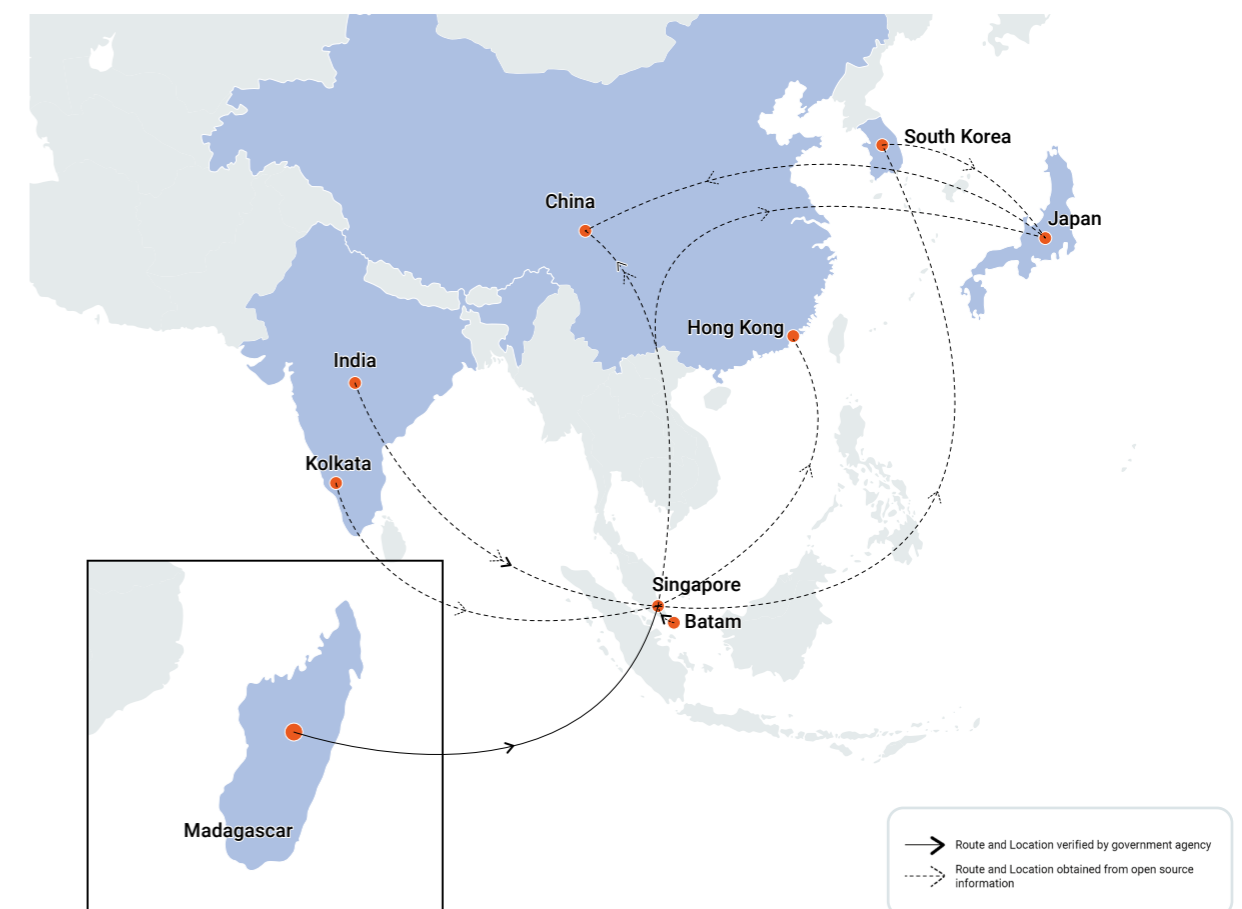 South Korea
China
Japan
Hong Kong
India
Kolkata
Singapore
Batam
Madagascar
Route and Location verified by government agency
Route and Location obtained from open source
information